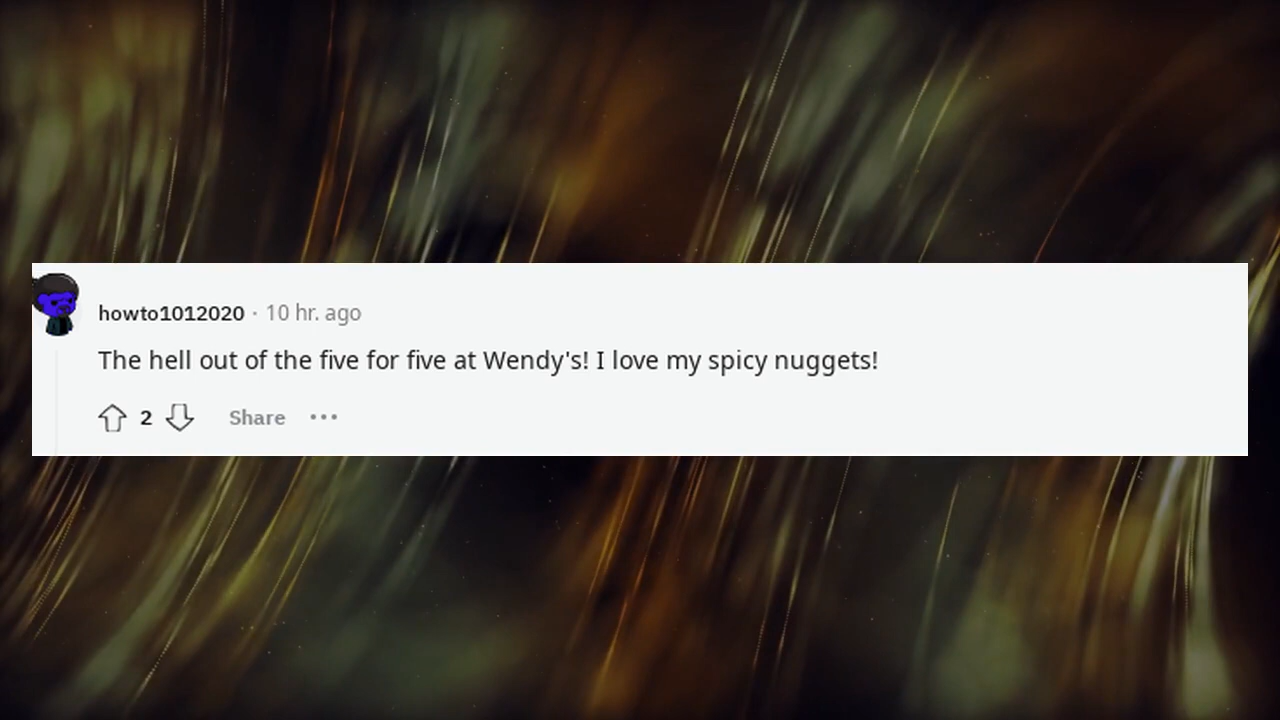 howto1012020 · 10 hr. ago
The hell out of the five for five at Wendy's! I love my spicy nuggets!
2 Share ···